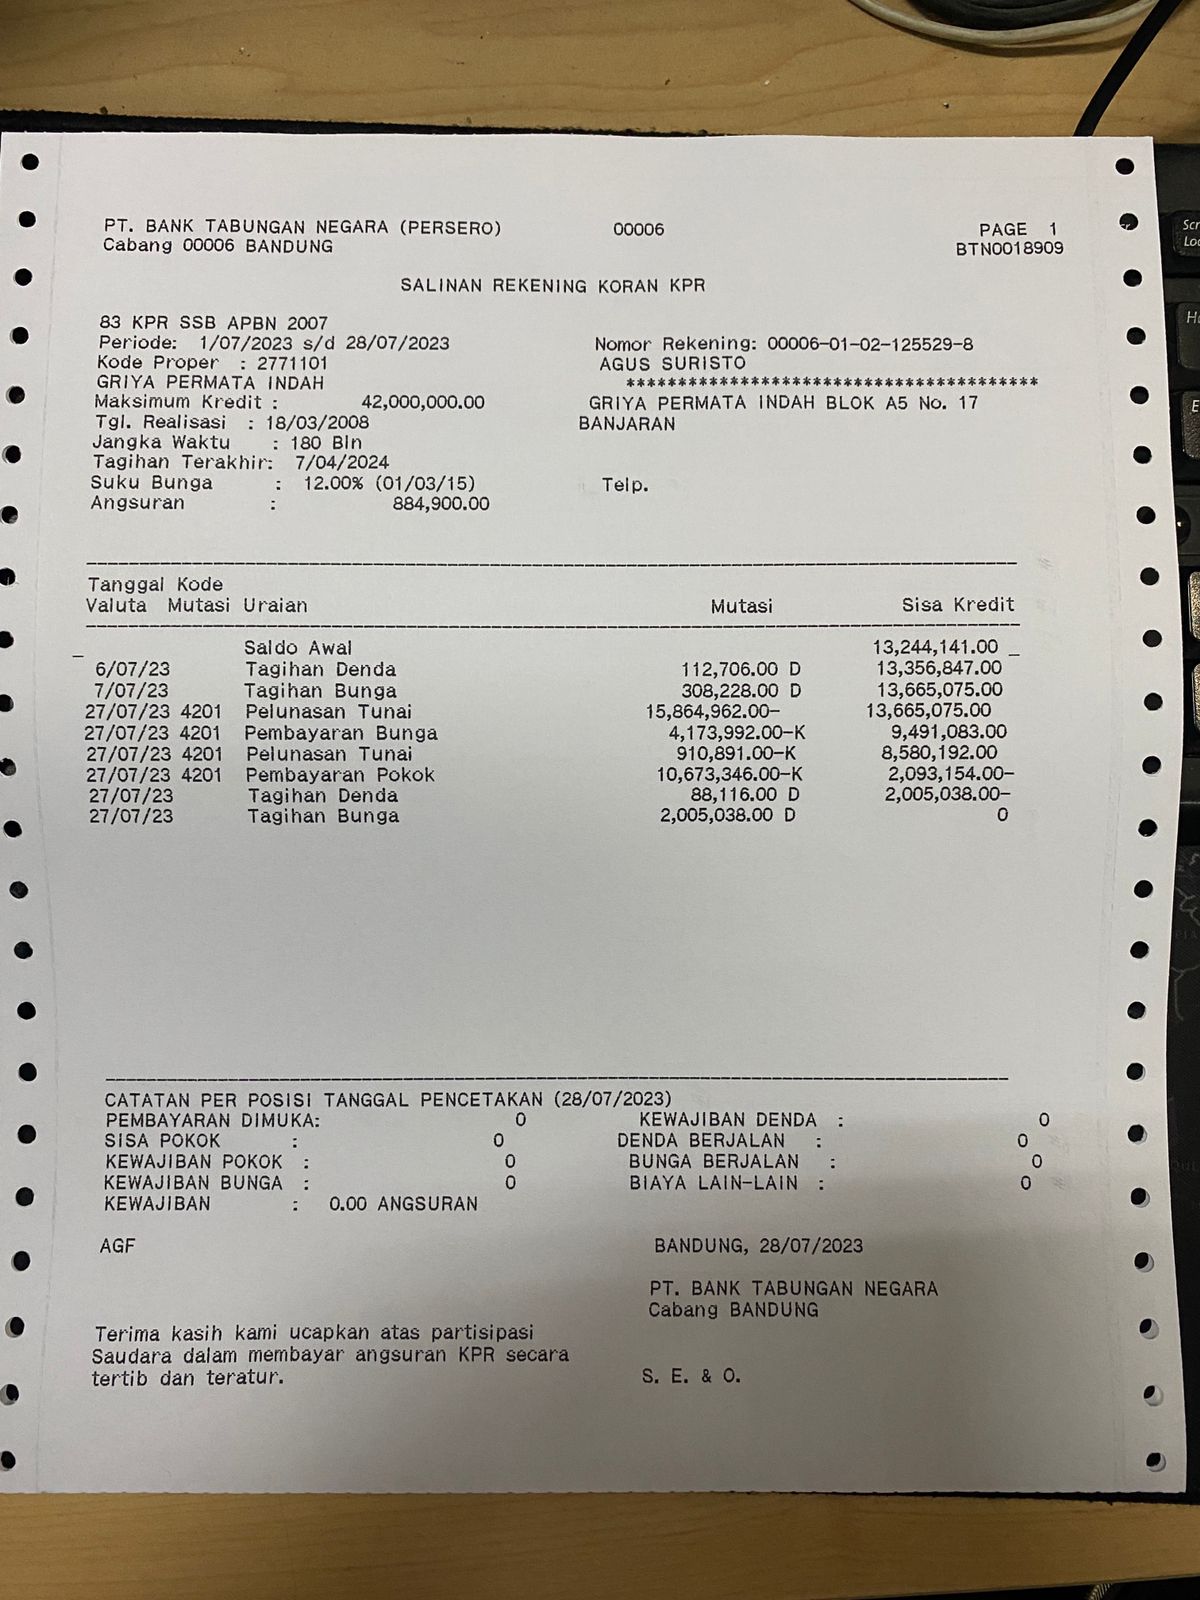 PT. BANK TABUNGAN NEGARA (PERSERO) 00006 PAGE 1
Cabang 00006 BANDUNG BTN0018909
SALINAN REKENING KORAN KPR
83 KPR SSB APBN 2007
Periode: 1/07/2023 s/d 28/07/2023 Nomor Rekening: 00006-01-02-125529-8
Kode Proper : 2771101 AGUS SURISTO
GRIYA PERMATA INDAH ****************************************
Maksimum Kredit : 42,000,000.00 GRIYA PERMATA INDAH BLOK A5 No. 17
Tgl. Realisasi : 18/03/2008 BANJARAN
Jangka Waktu : 180 Bln
Tagihan Terakhir: 7/04/2024
Suku Bunga : 12.00% (01/03/15) Telp.
Angsuran : 884,900.00
Tanggal Kode
Valuta Mutasi Uraian Mutasi Sisa Kredit
_ Saldo Awal 13,244,141.00 _
6/07/23 Tagihan Denda 112,706.00 D 13,356,847.00
7/07/23 Tagihan Bunga 308,228.00 D 13,665,075.00
27/07/23 4201 Pelunasan Tunai 15,864,962.00- 13,665,075.00
27/07/23 4201 Pembayaran Bunga 4,173,992.00-K 9,491,083.00
27/07/23 4201 Pelunasan Tunai 910,891.00-K 8,580,192.00
27/07/23 4201 Pembayaran Pokok 10,673,346.00-K 2,093,154.00-
27/07/23 Tagihan Denda 88,116.00 D 2,005,038.00-
27/07/23 Tagihan Bunga 2,005,038.00 D 0
CATATAN PER POSISI TANGGAL PENCETAKAN (28/07/2023)
PEMBAYARAN DIMUKA: 0 KEWAJIBAN DENDA : 0
SISA POKOK : 0 DENDA BERJALAN : 0
KEWAJIBAN POKOK : 0 BUNGA BERJALAN : 0
KEWAJIBAN BUNGA : 0 BIAYA LAIN-LAIN : 0
KEWAJIBAN : 0.00 ANGSURAN
AGF BANDUNG, 28/07/2023
PT. BANK TABUNGAN NEGARA
Cabang BANDUNG
Terima kasih kami ucapkan atas partisipasi
Saudara dalam membayar angsuran KPR secara
tertib dan teratur. S. E. & O.